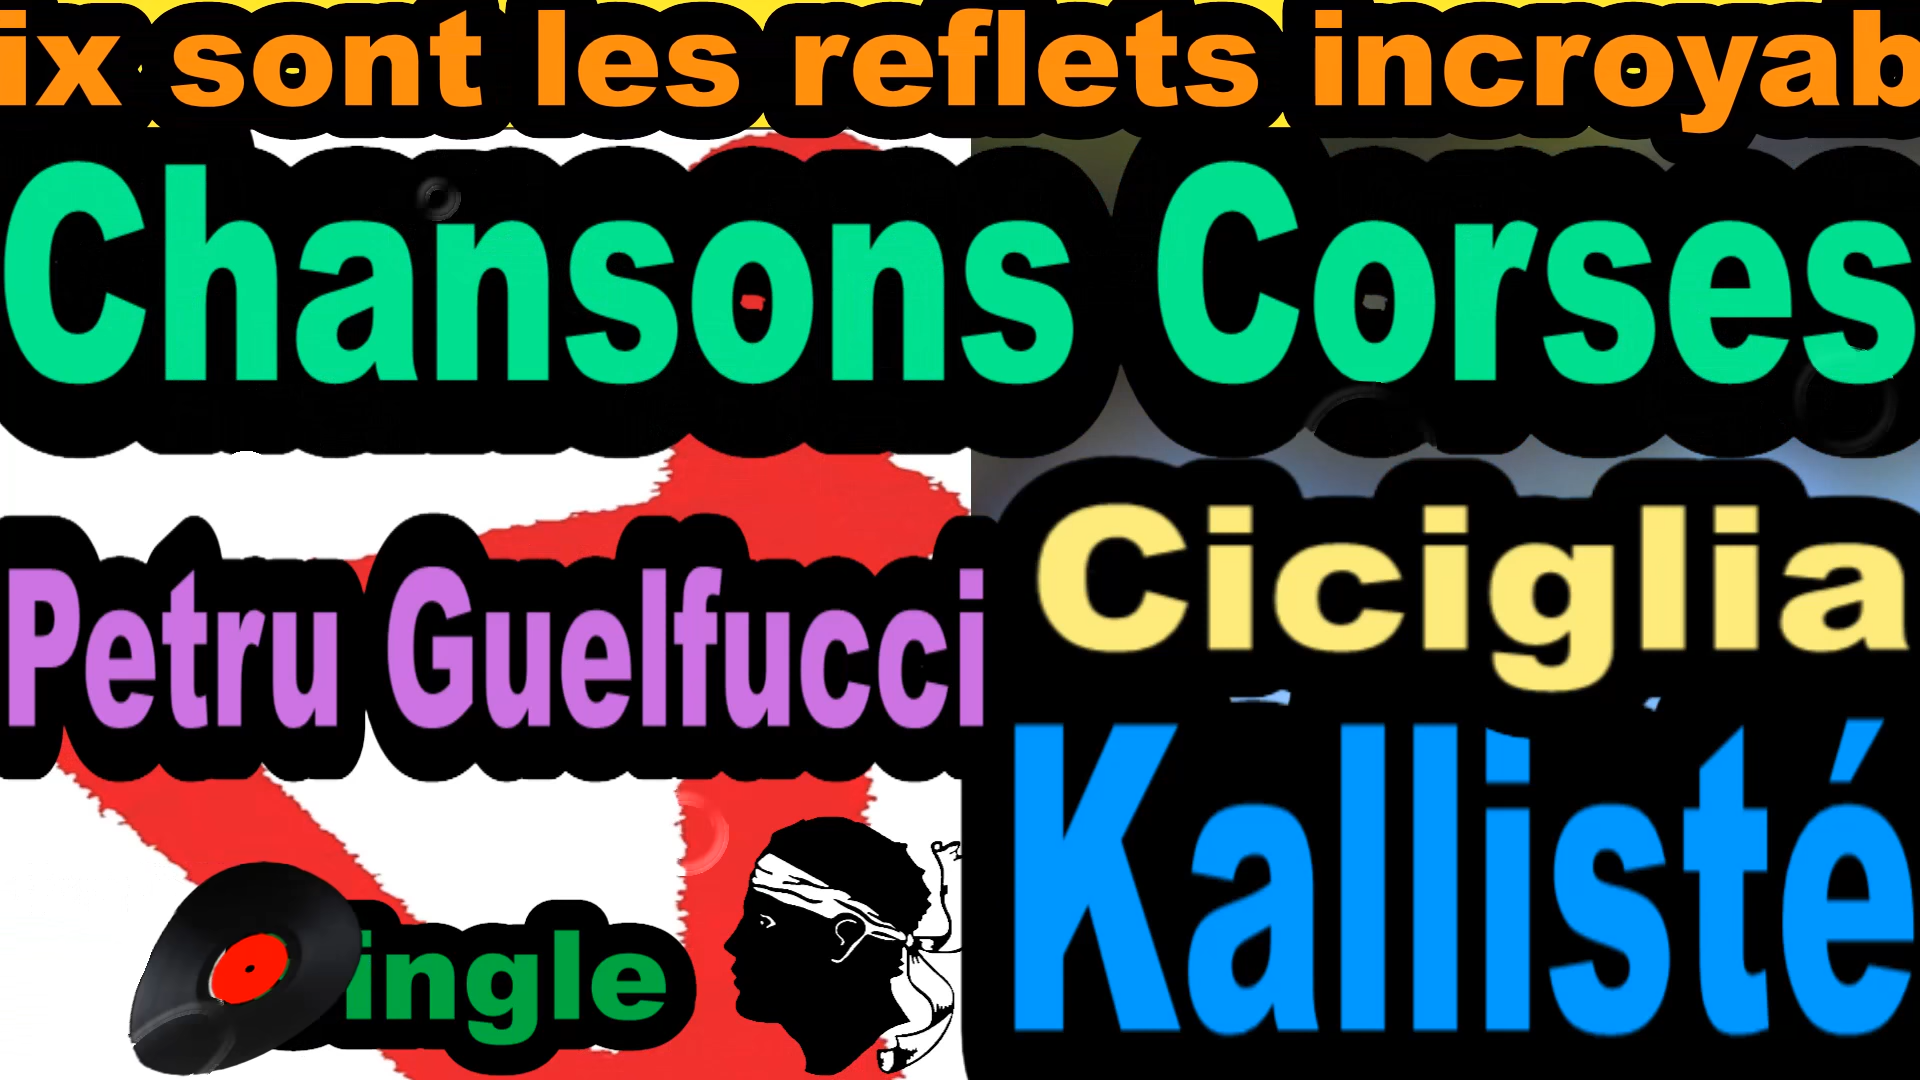 ix sont les reflets incroyab
Chansons Corses
Petru Guelfucci
Ciciglia
Kallisté
ingle